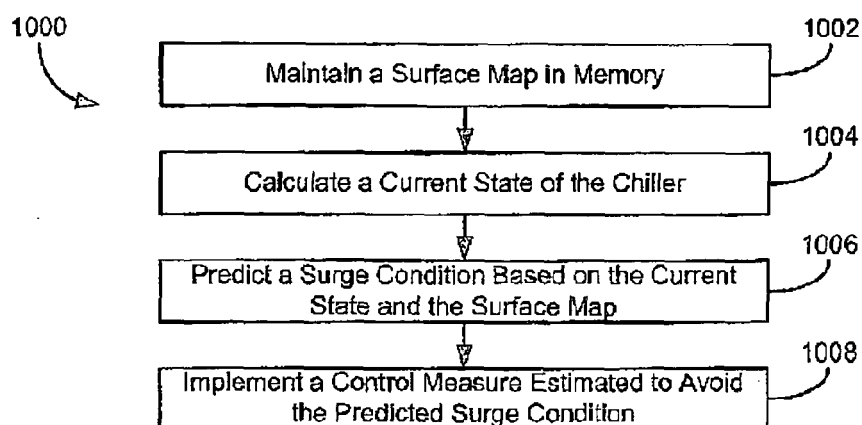 1000
1002
Maintain a Surface Map in Memory
1004
Calculate a Current State of the Chiller
1006
Predict a Surge Condition Based on the Current
State and the Surface Map
1008
Implement a Control Measure Estimated to Avoid
the Predicted Surge Condition